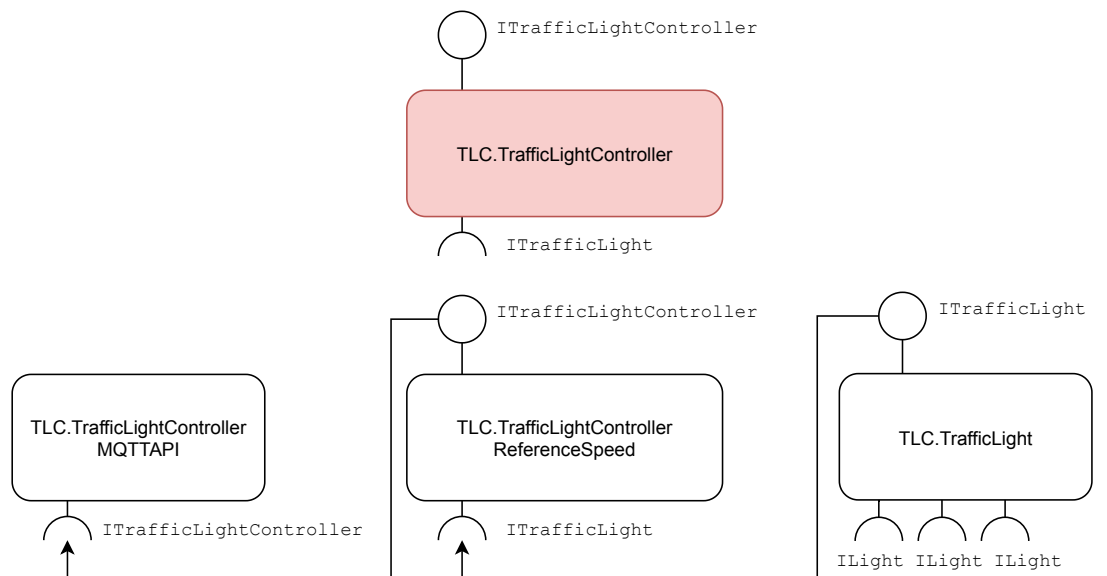 ITrafficLightController
TLC.TrafficLightController
ITrafficLight
ITrafficLightController
ITrafficLight
TLC.TrafficLightController
MQTTAPI
TLC.TrafficLightController
ReferenceSpeed
TLC.TrafficLight
ITrafficLightController
ITrafficLight
ILight ILight ILight